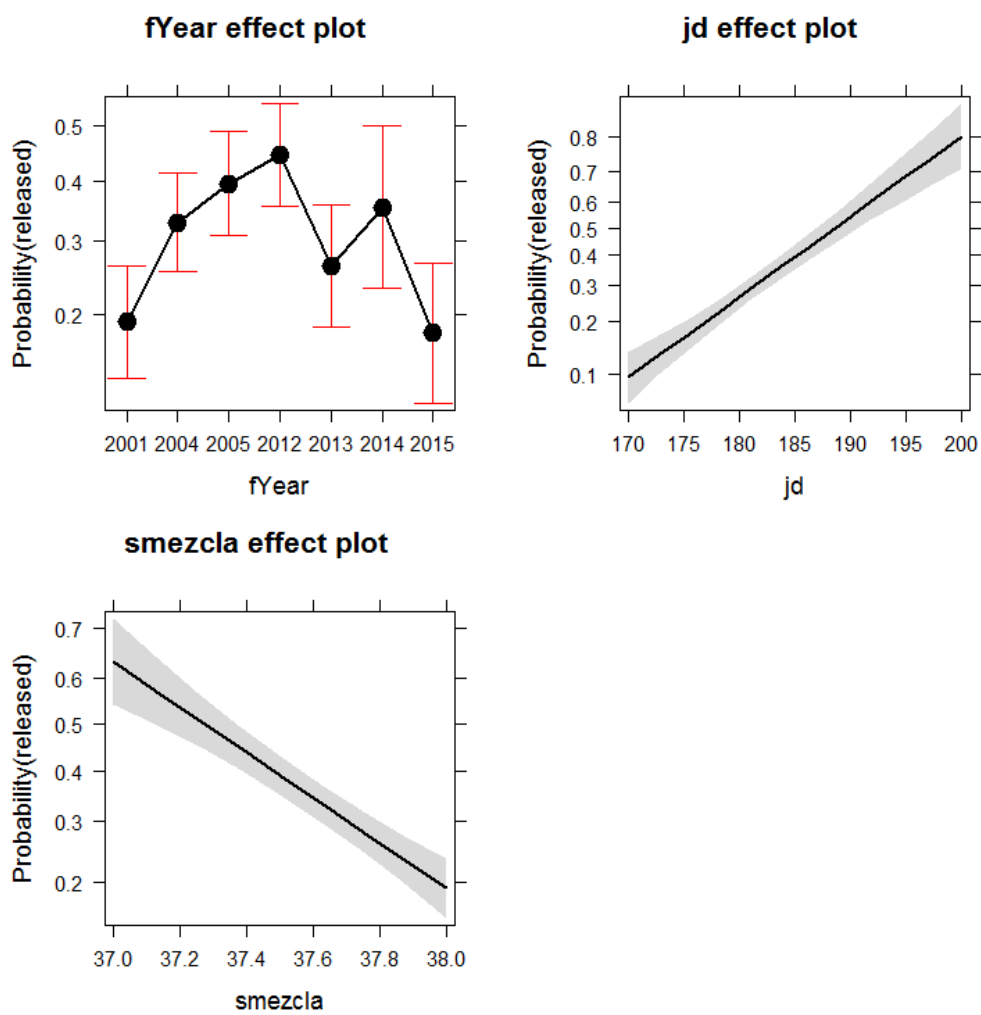 fYear effect plot
Probability(released)
0.5
0.4
0.3
0.2
2001 2004 2005 2012 2013 2014 2015
fYear
jd effect plot
Probability(released)
0.8
0.7
0.6
0.5
0.4
0.3
0.2
0.1
170 175 180 185 190 195 200
jd
smezcla effect plot
Probability(released)
0.7
0.6
0.5
0.4
0.3
0.2
37.0 37.2 37.4 37.6 37.8 38.0
smezcla